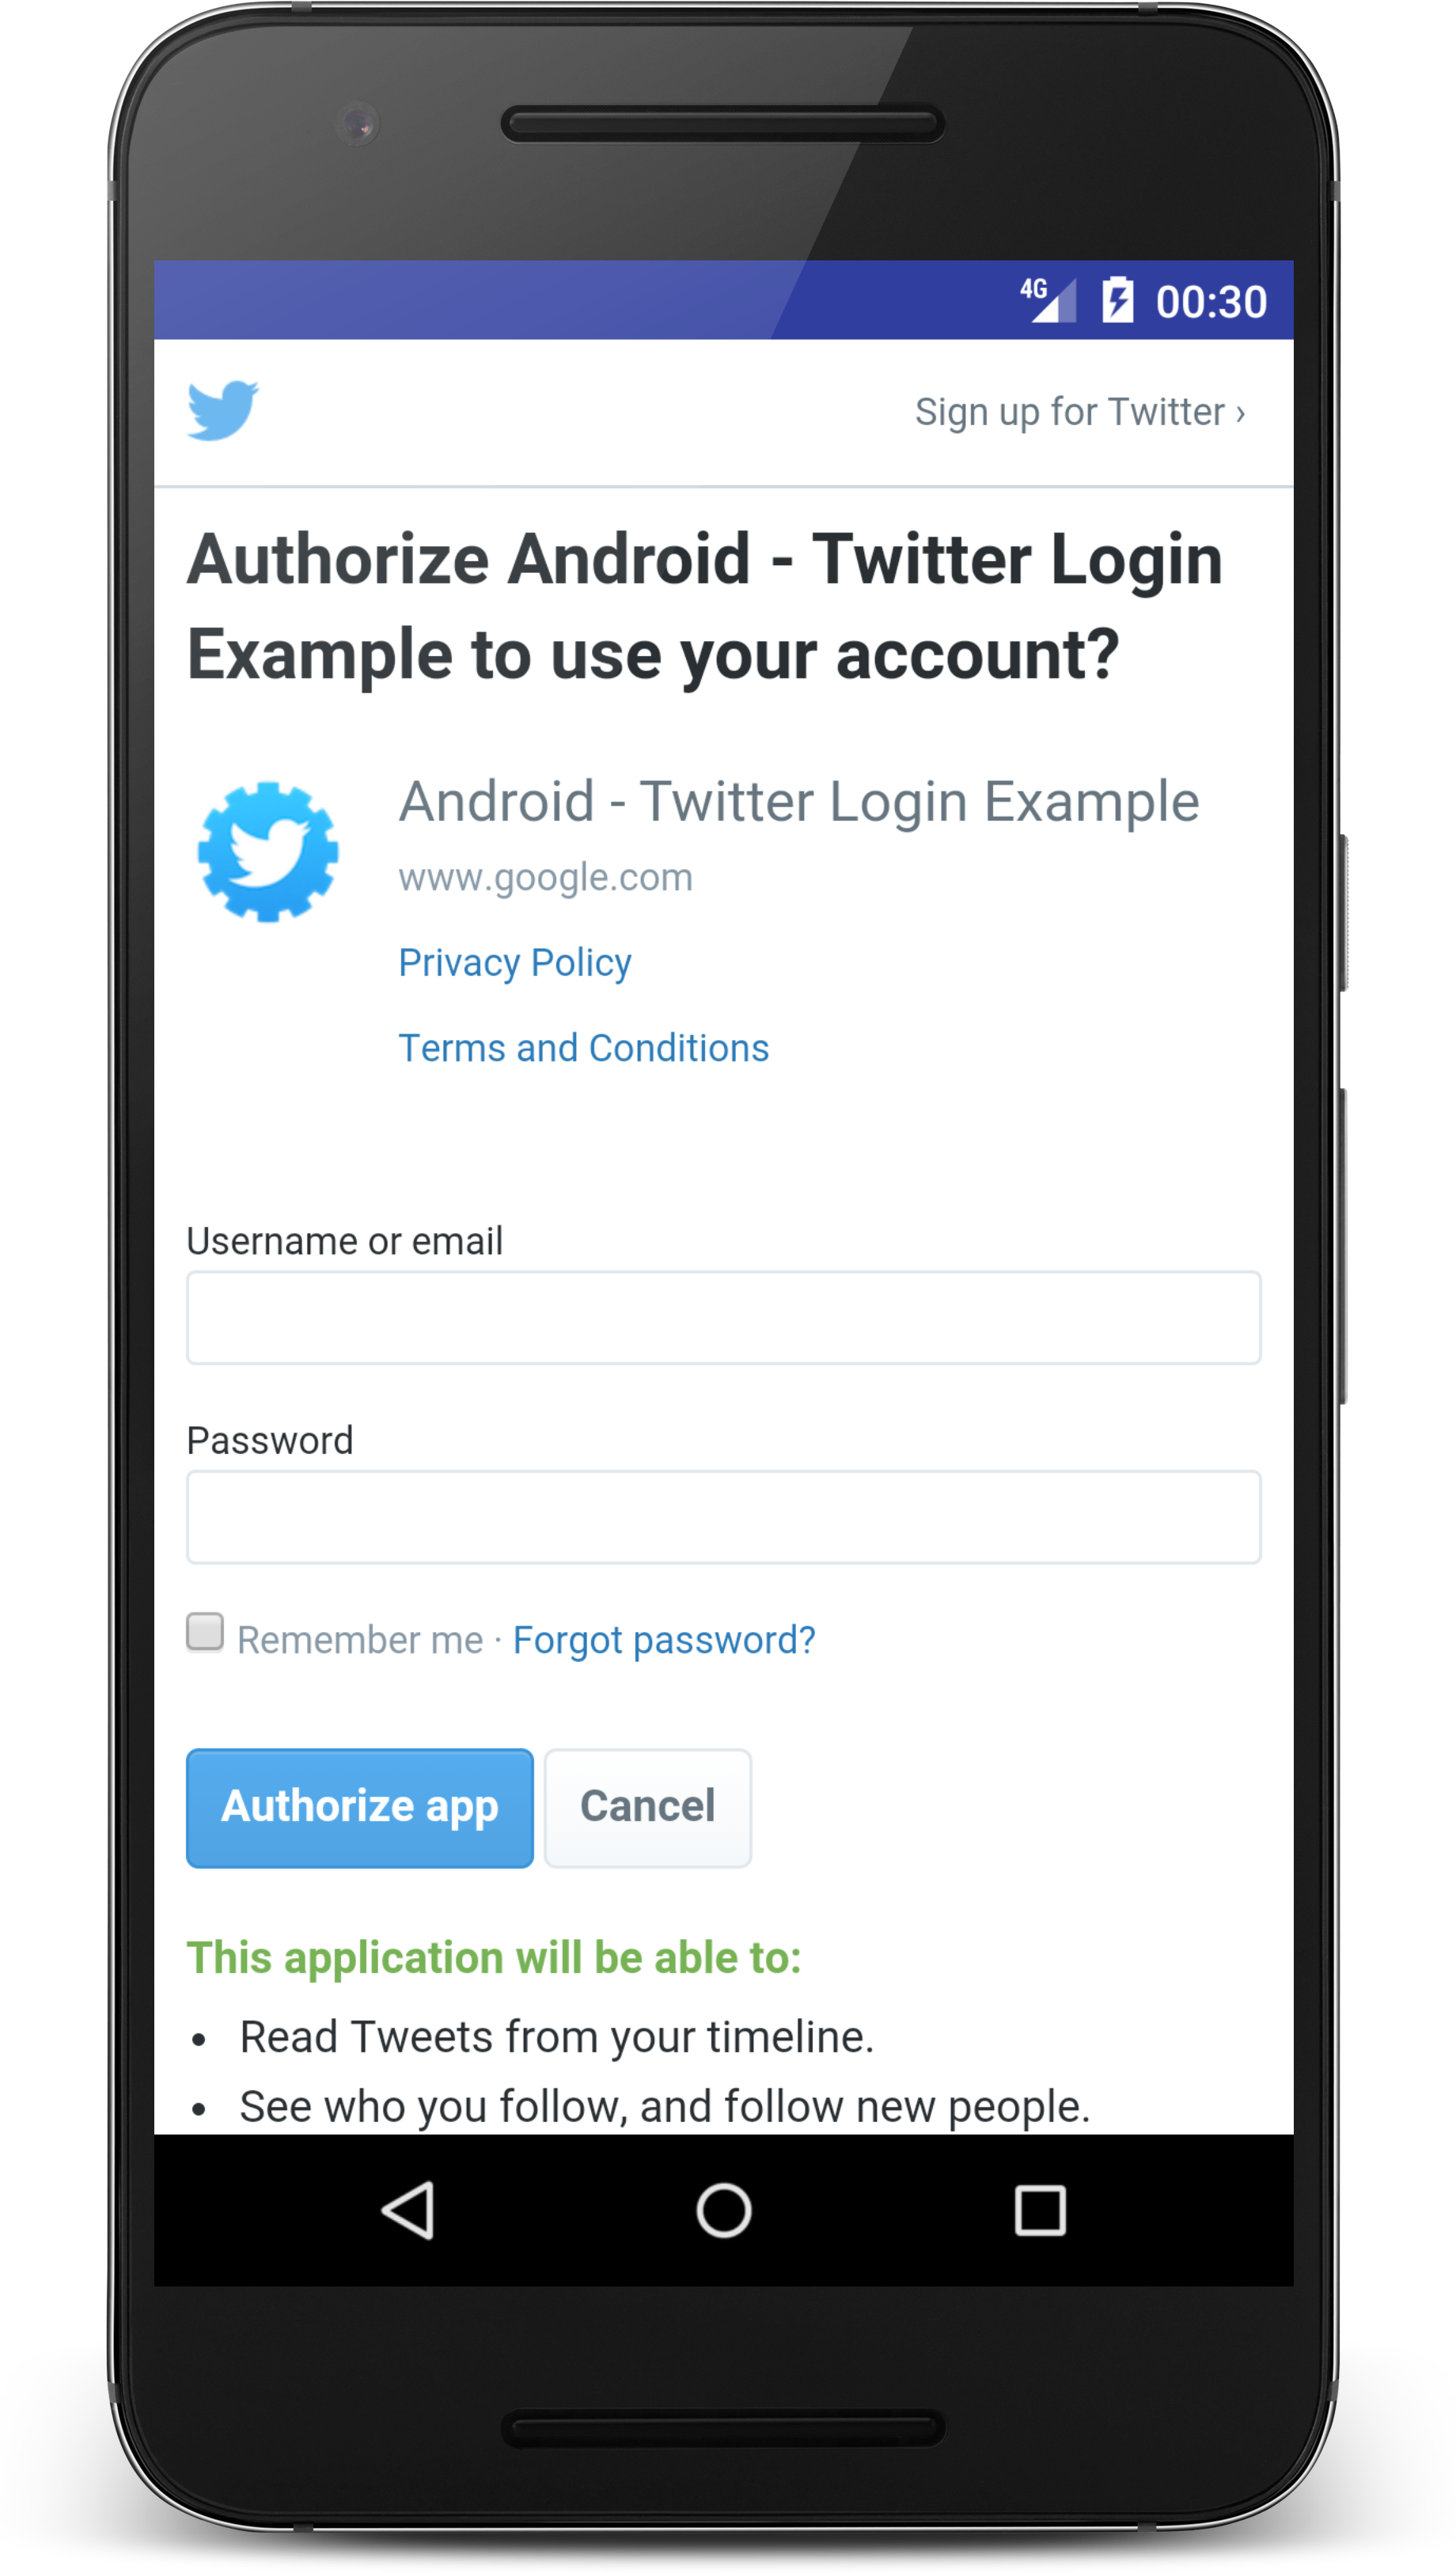 4G 00:30
Sign up for Twitter ›
Authorize Android - Twitter Login
Example to use your account?
Android - Twitter Login Example
www.google.com
Privacy Policy
Terms and Conditions
Username or email
Password
Remember me · Forgot password?
Authorize app Cancel
This application will be able to:
• Read Tweets from your timeline.
• See who you follow, and follow new people.